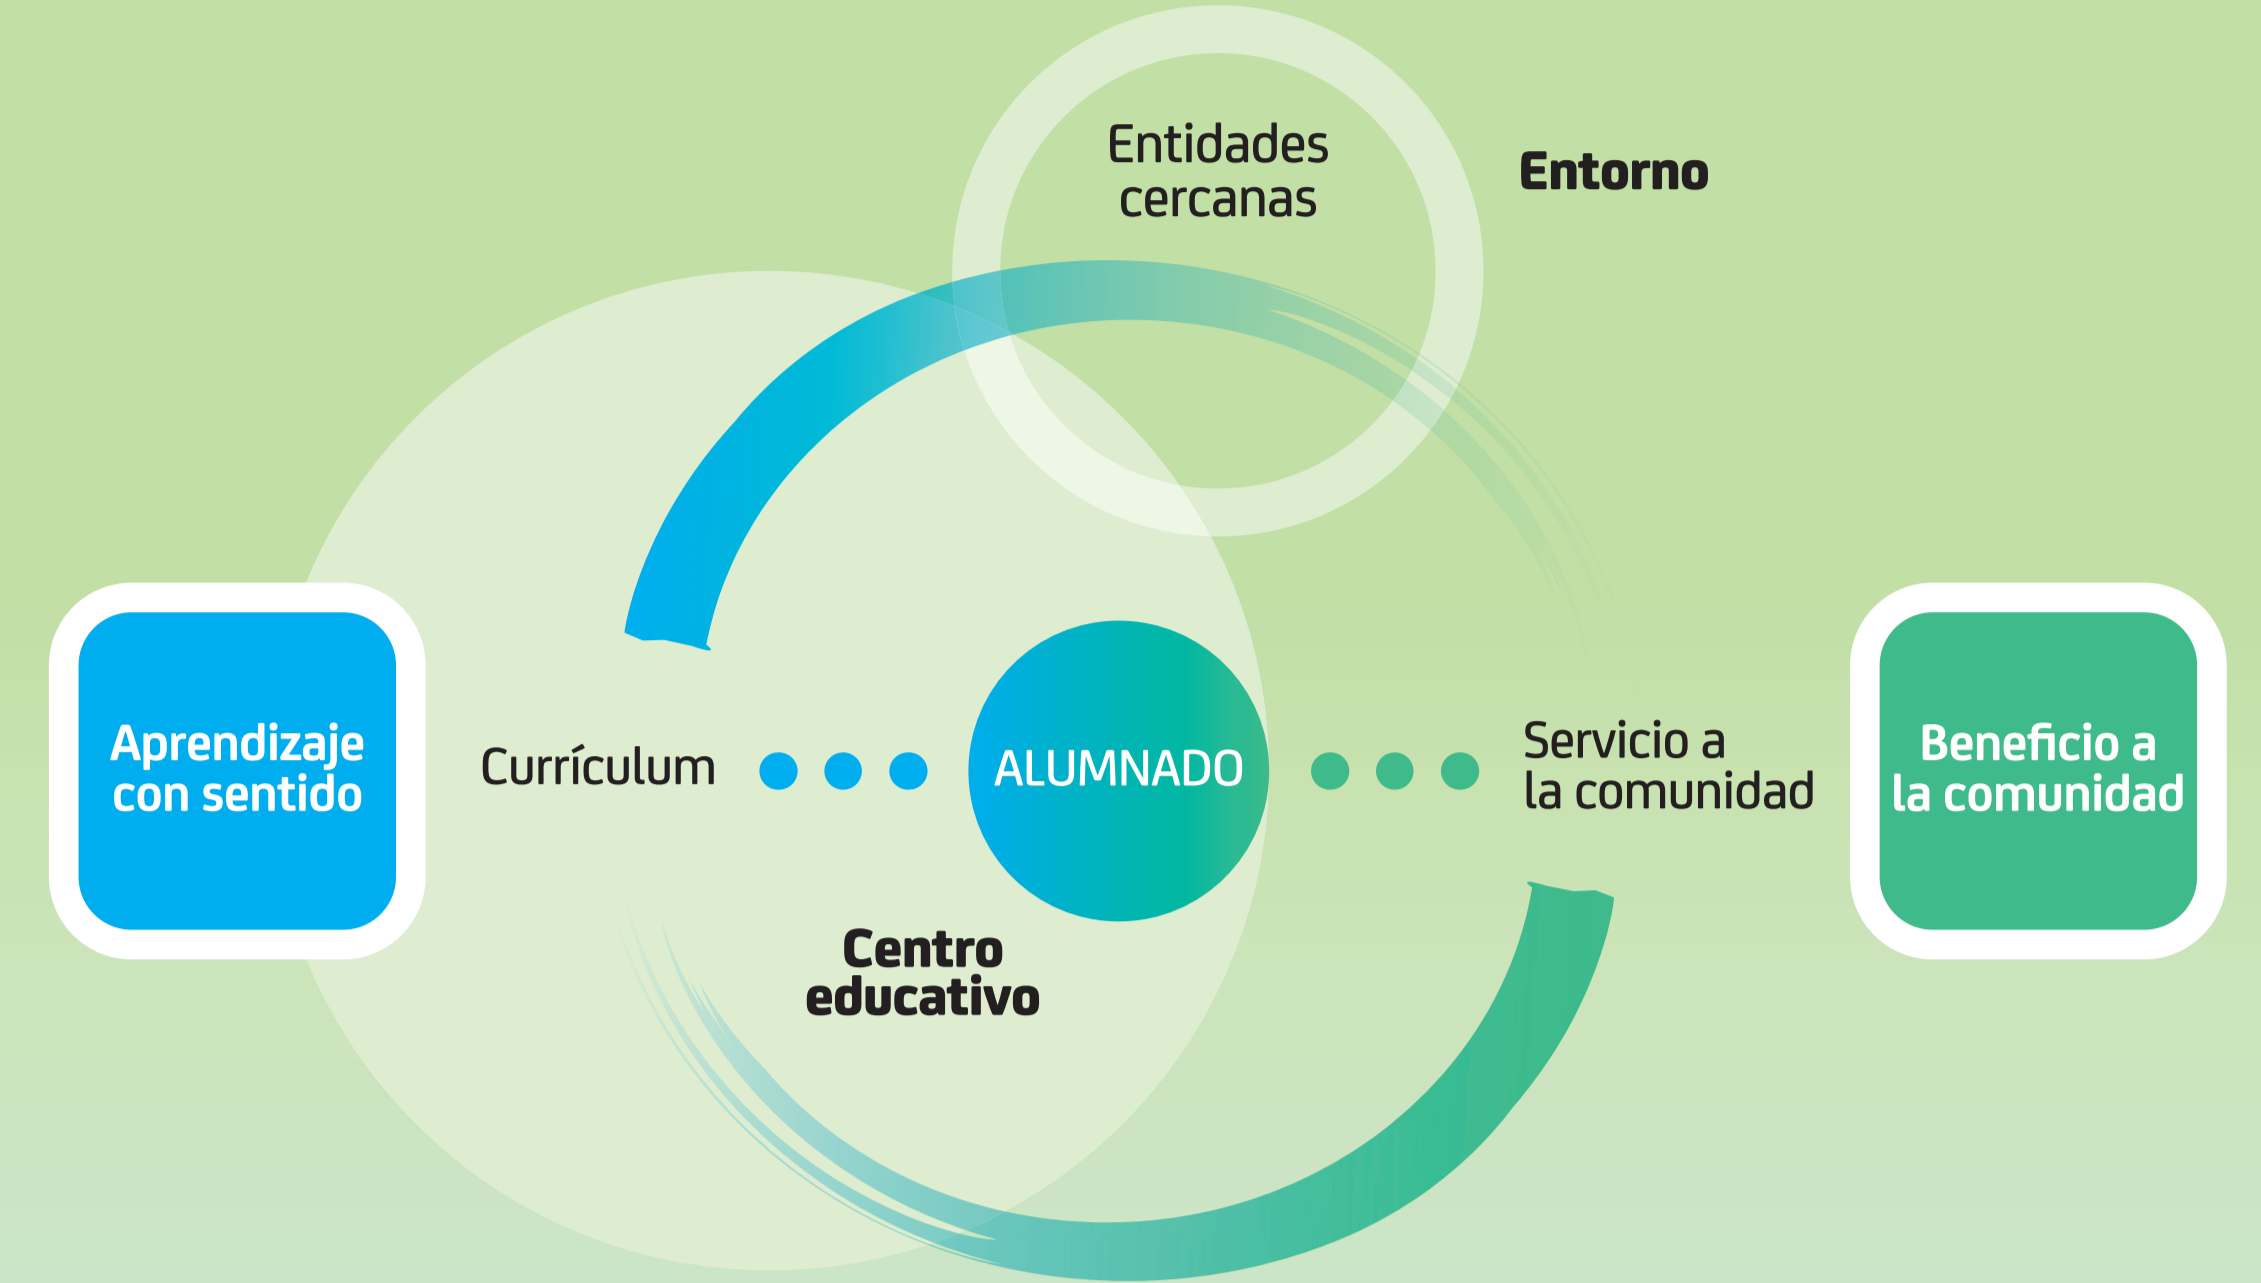 Entidades
cercanas
Entorno
Aprendizaje
con sentido
Currículum
ALUMNADO
Servicio a
la comunidad
Beneficio a
la comunidad
Centro
educativo